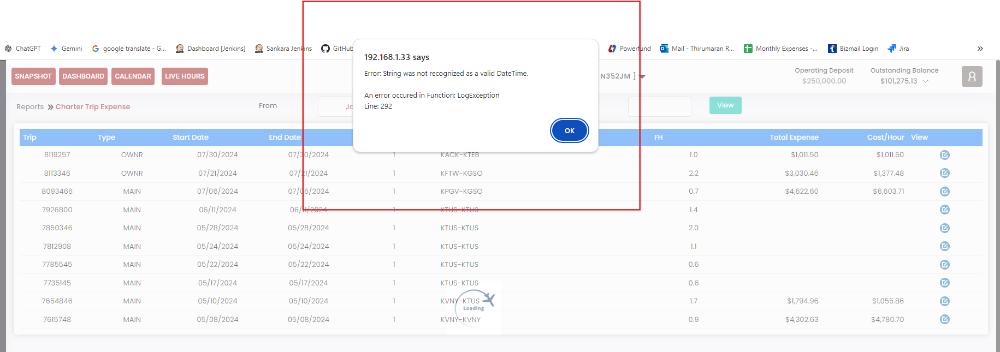 ChatGPT Gemini google translate - G... Dashboard [Jenkins] Sankara Jenkins GitHub Powerfund Mail - Thirumaran R... Monthly Expenses -... Bizmail Login Jira »
192.168.1.33 says
Error: String was not recognized as a valid DateTime.
An error occured in Function: LogException
Line: 292
OK
SNAPSHOT DASHBOARD CALENDAR LIVE HOURS N352JM ] Operating Deposit Outstanding Balance
$250,000.00 $101,275.13
Reports » Charter Trip Expense From View
Trip Type Start Date End Date FH Total Expense Cost/Hour View
8119257 OWNR 07/30/2024 07/30/2024 1 KACK-KTEB 1.0 $1,011.50 $1,011.50
8113346 OWNR 07/21/2024 07/21/2024 1 KFTW-KGSO 2.2 $3,030.46 $1,377.48
8093466 MAIN 07/06/2024 07/06/2024 1 KPGV-KGSO 0.7 $4,622.60 $6,603.71
7926800 MAIN 06/11/2024 06/11/2024 1 KTUS-KTUS 1.4
7850346 MAIN 05/28/2024 05/28/2024 1 KTUS-KTUS 2.0
7812908 MAIN 05/24/2024 05/24/2024 1 KTUS-KTUS 1.1
7785545 MAIN 05/22/2024 05/22/2024 1 KTUS-KTUS 0.6
7735145 MAIN 05/17/2024 05/17/2024 1 KTUS-KTUS 0.6
7654846 MAIN 05/10/2024 05/10/2024 1 KVNY-KTUS 1.7 $1,794.96 $1,055.86
Loading
7615748 MAIN 05/08/2024 05/08/2024 1 KVNY-KVNY 0.9 $4,302.63 $4,780.70